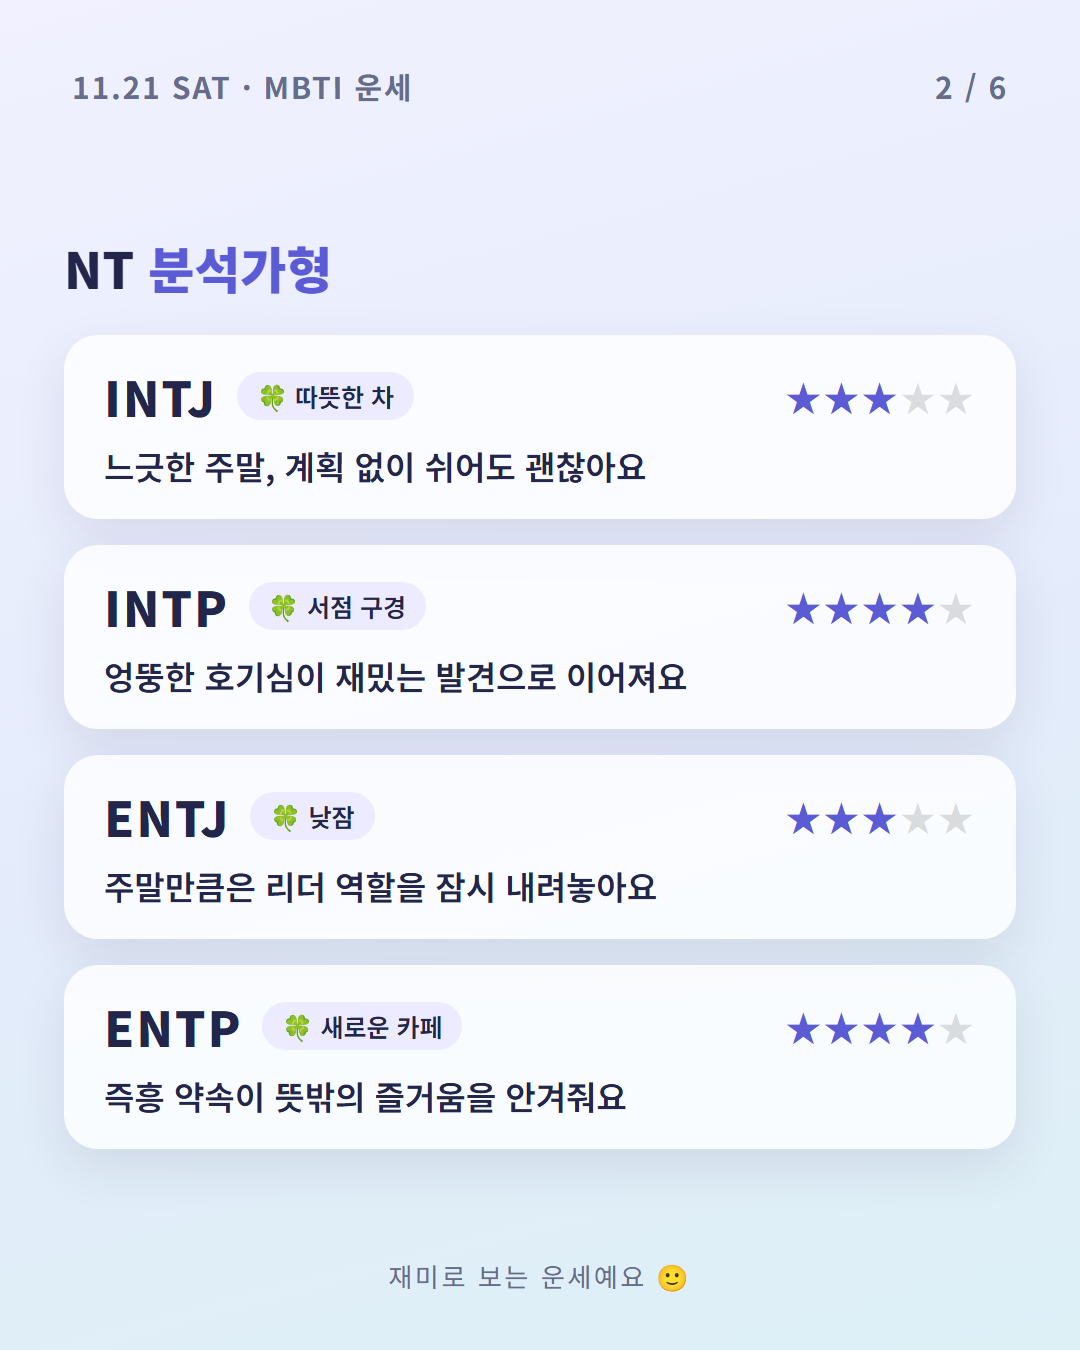 11.21 SAT · MBTI 운세
2 / 6
NT 분석가형
INTJ 🍀 따뜻한 차 ★★★★★
느긋한 주말, 계획 없이 쉬어도 괜찮아요
INTP 🍀 서점 구경 ★★★★★
엉뚱한 호기심이 재밌는 발견으로 이어져요
ENTJ 🍀 낮잠 ★★★★★
주말만큼은 리더 역할을 잠시 내려놓아요
ENTP 🍀 새로운 카페 ★★★★★
즉흥 약속이 뜻밖의 즐거움을 안겨줘요
재미로 보는 운세예요 🙂